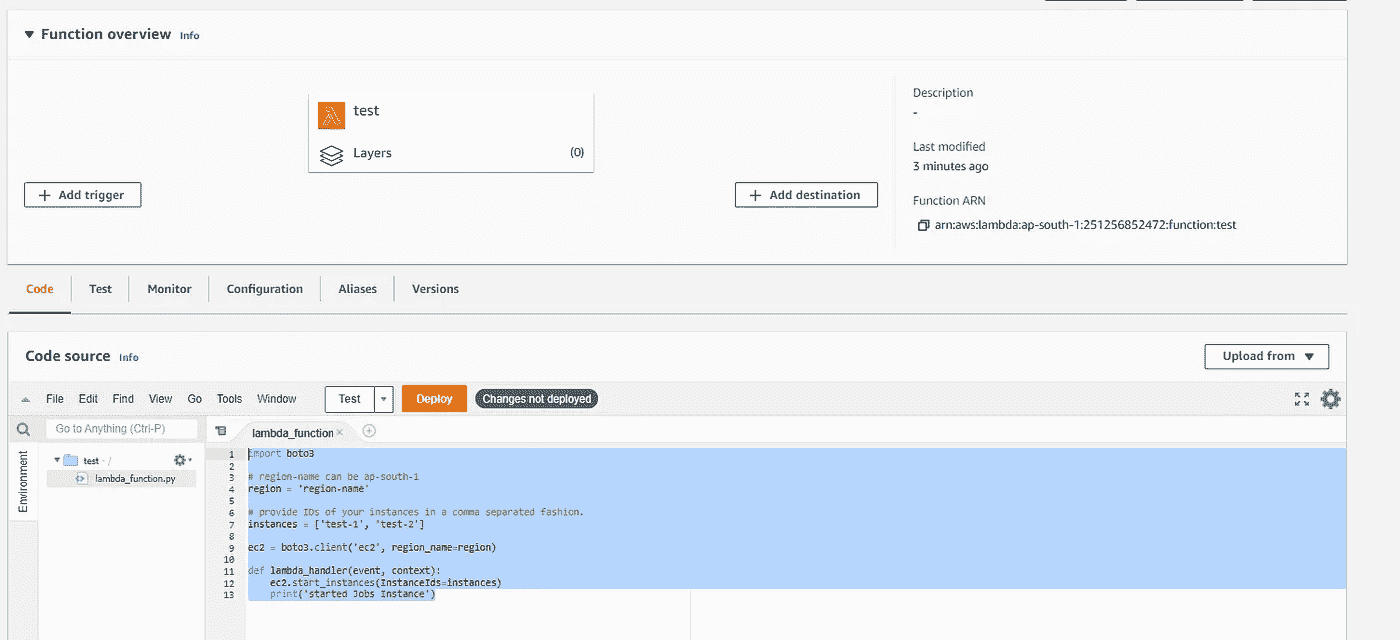 Function overview Info
test
Layers (0)
Add trigger
Add destination
Description
-
Last modified
3 minutes ago
Function ARN
arn:aws:lambda:ap-south-1:251256852472:function:test
Code Test Monitor Configuration Aliases Versions
Code source Info
Upload from
File Edit Find View Go Tools Window Test Deploy Changes not deployed
Go to Anything (Ctrl-P)
lambda_function
Environment
test - /
lambda_function.py
1 import boto3
2
3 # region-name can be ap-south-1
4 region = 'region-name'
5
6 # provide IDs of your instances in a comma separated fashion.
7 instances = ['test-1', 'test-2']
8
9 ec2 = boto3.client('ec2', region_name=region)
10
11 def lambda_handler(event, context):
12     ec2.start_instances(InstanceIds=instances)
13     print('started Jobs Instance')